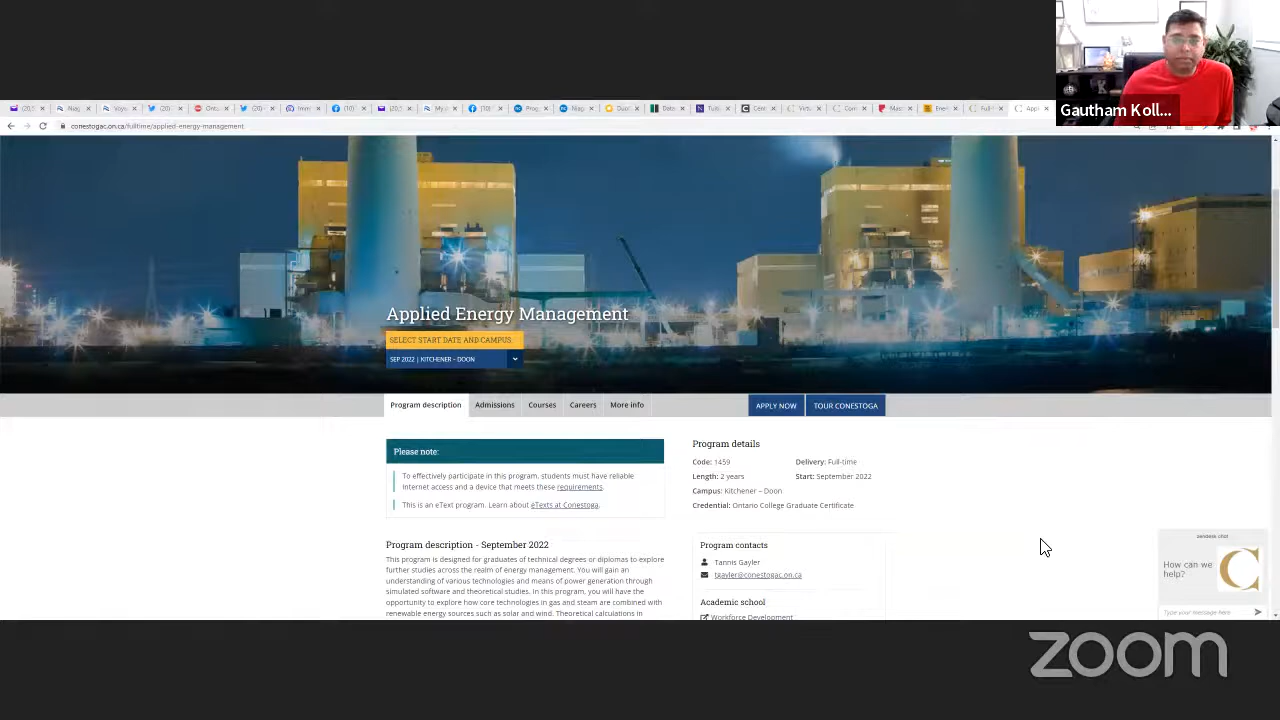 Gautham Koll...
conestogac.on.ca/fulltime/applied-energy-management
Applied Energy Management
SELECT START DATE AND CAMPUS:
SEP 2022 | KITCHENER – DOON
Program description
Admissions
Courses
Careers
More info
APPLY NOW
TOUR CONESTOGA
Please note:
To effectively participate in this program, students must have reliable
Internet access and a device that meets these requirements.
This is an eText program. Learn about eTexts at Conestoga.
Program description - September 2022
This program is designed for graduates of technical degrees or diplomas to explore
further studies across the realm of energy management. You will gain an
understanding of various technologies and means of power generation through
simulated software and theoretical studies. In this program, you will have the
opportunity to explore how core technologies in gas and steam are combined with
renewable energy sources such as solar and wind. Theoretical calculations in
Program details
Code: 1459
Delivery: Full-time
Length: 2 years
Start: September 2022
Campus: Kitchener – Doon
Credential: Ontario College Graduate Certificate
Program contacts
Tannis Gayler
tgayler@conestogac.on.ca
Academic school
Workforce Development
How can we
help?
Type your message here
zoom